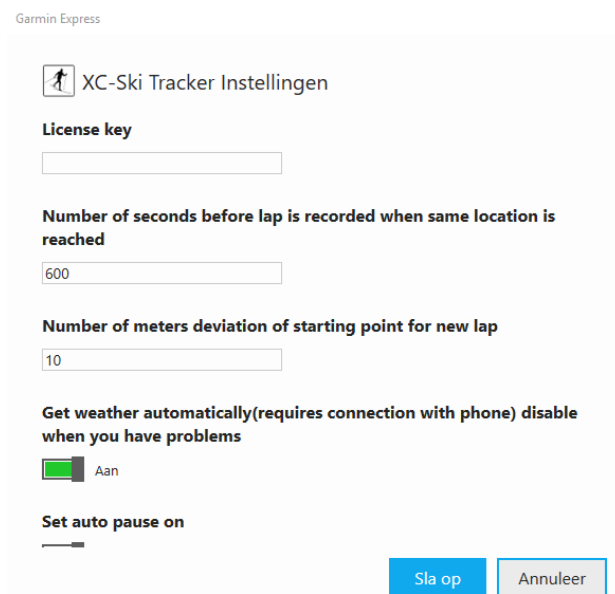 Garmin Express
XC-Ski Tracker Instellingen
License key
Number of seconds before lap is recorded when same location is
reached
600
Number of meters deviation of starting point for new lap
10
Get weather automatically(requires connection with phone) disable
when you have problems
Aan
Set auto pause on
Sla op
Annuleer